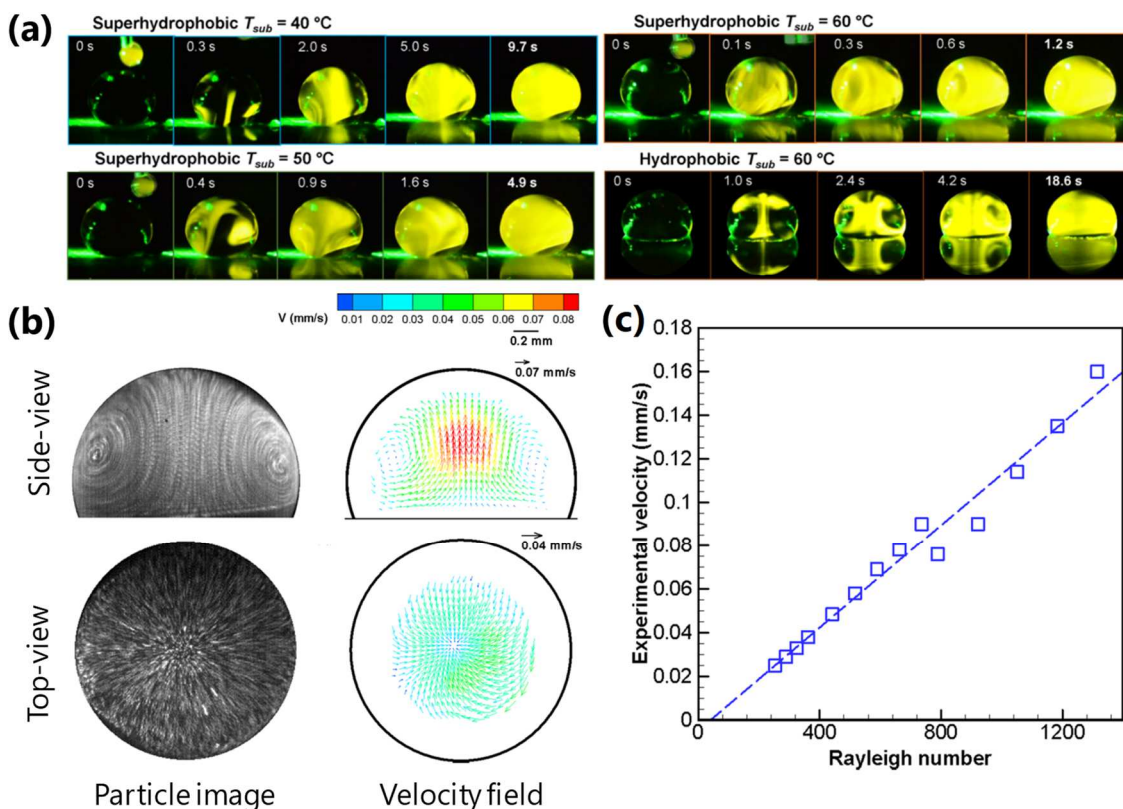 (a)
Superhydrophobic Tsub = 40 °C
0 s 0.3 s 2.0 s 5.0 s 9.7 s
Superhydrophobic Tsub = 60 °C
0 s 0.1 s 0.3 s 0.6 s 1.2 s
Superhydrophobic Tsub = 50 °C
0 s 0.4 s 0.9 s 1.6 s 4.9 s
Hydrophobic Tsub = 60 °C
0 s 1.0 s 2.4 s 4.2 s 18.6 s
(b)
V (mm/s) 0.01 0.02 0.03 0.04 0.05 0.06 0.07 0.08
0.2 mm
Side-view
0.07 mm/s
Top-view
0.04 mm/s
Particle image
Velocity field
(c)
Experimental velocity (mm/s)
0.18
0.16
0.14
0.12
0.1
0.08
0.06
0.04
0.02
0
0 400 800 1200
Rayleigh number